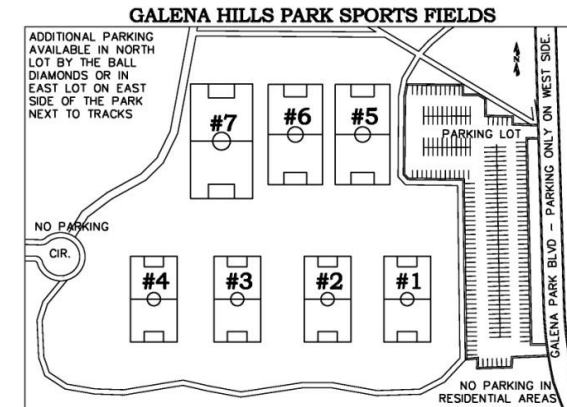 GALENA HILLS PARK SPORTS FIELDS
ADDITIONAL PARKING
AVAILABLE IN NORTH
LOT BY THE BALL
DIAMONDS OR IN
EAST LOT ON EAST
SIDE OF THE PARK
NEXT TO TRACKS
N
#7
#6
#5
PARKING LOT
GALENA PARK BLVD - PARKING ONLY ON WEST SIDE.
NO PARKING
CIR.
#4
#3
#2
#1
NO PARKING IN
RESIDENTIAL AREAS